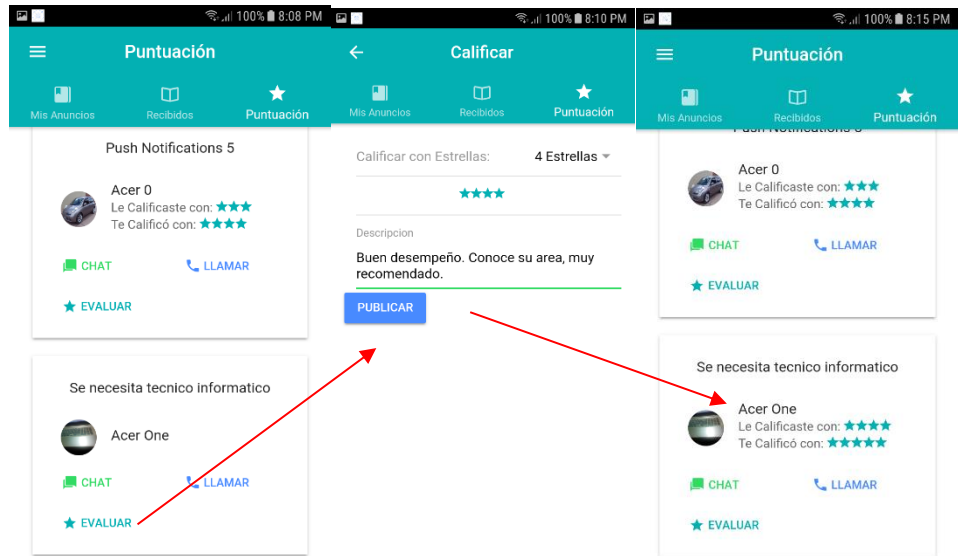 100% 8:08 PM
Puntuación
Mis Anuncios
Recibidos
Puntuación
Push Notifications 5
Acer 0
Le Calificaste con:
Te Calificó con:
CHAT
LLAMAR
EVALUAR
Se necesita tecnico informatico
Acer One
CHAT
LLAMAR
EVALUAR
100% 8:10 PM
Calificar
Mis Anuncios
Recibidos
Puntuación
Calificar con Estrellas:
4 Estrellas
Descripcion
Buen desempeño. Conoce su area, muy
recomendado.
PUBLICAR
100% 8:15 PM
Puntuación
Mis Anuncios
Recibidos
Puntuación
Acer 0
Le Calificaste con:
Te Calificó con:
CHAT
LLAMAR
EVALUAR
Se necesita tecnico informatico
Acer One
Le Calificaste con:
Te Calificó con:
CHAT
LLAMAR
EVALUAR